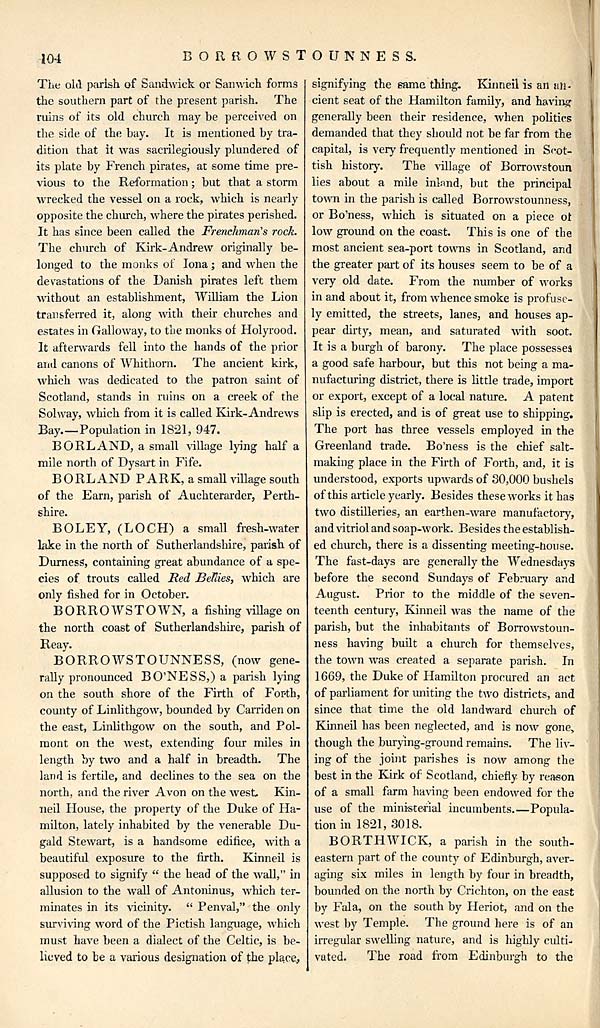 104
BORROWSTOUNNESS.
The old parish of Sandwick or Sanwich forms
the southern part of the present parish. The
ruins of its old church may be perceived on
the side of the bay. It is mentioned by tra-
dition that it was sacrilegiously plundered of
its plate by French pirates, at some time pre-
vious to the Reformation; but that a storm
wrecked the vessel on a rock, which is nearly
opposite the church, where the pirates perished.
It has since been called the Frenchman's rock.
The church of Kirk-Andrew originally be-
longed to the monks of Iona; and when the
devastations of the Danish pirates left them
without an establishment, William the Lion
transferred it, along with their churches and
estates in Galloway, to the monks of Holyrood.
It afterwards fell into the hands of the prior
and canons of Whithorn. The ancient kirk,
which was dedicated to the patron saint of
Scotland, stands in ruins on a creek of the
Solway, which from it is called Kirk-Andrews
Bay.—Population in 1821, 947.
BORLAND, a small village lying half a
mile north of Dysart in Fife.
BORLAND PARK, a small village south
of the Earn, parish of Auchterarder, Perth-
shire.
BOLEY, (LOCH) a small fresh-water
lake in the north of Sutherlandshire, parish of
Durness, containing great abundance of a spe-
cies of trouts called Red Bellies, which are
only fished for in October.
BORROWSTOWN, a fishing village on
the north coast of Sutherlandshire, parish of
Reay.
BORROWSTOUNNESS, (now gene-
rally pronounced BO'NESS,) a parish lying
on the south shore of the Firth of Forth,
county of Linlithgow, bounded by Carriden on
the east, Linlithgow on the south, and Pol-
mont on the west, extending four miles in
length by two and a half in breadth. The
land is fertile, and declines to the sea on the
north, and the river Avon on the west. Kin-
neil House, the property of the Duke of Ha-
milton, lately inhabited by the venerable Du-
gald Stewart, is a handsome edifice, with a
beautiful exposure to the firth. Kinneil is
supposed to signify " the head of the wall," in
allusion to the wall of Antoninus, which ter-
minates in its vicinity. " Penval," the only
surviving word of the Pictish language, which
must have been a dialect of the Celtic, is be-
lieved to be a various designation of the place,
signifying the same thing. Kinneil is an an-
cient seat of the Hamilton family, and having
generally been their residence, when politics
demanded that they should not be far from the
capital, is very frequently mentioned in Scot-
tish history. The village of Borrowstoun
lies about a mile inland, but the principal
town in the parish is called Borrowstounness,
or Bo'ness, which is situated on a piece of
low ground on the coast. This is one of the
most ancient sea-port towns in Scotland, and
the greater part of its houses seem to be of a
very old date. From the number of works
in and about it, from whence smoke is profuse-
ly emitted, the streets, lanes, and houses ap-
pear dirty, mean, and saturated with soot.
It is a burgh of barony. The place possesses
a good safe harbour, but this not being a ma-
nufacturing district, there is little trade, import
or export, except of a local nature. A patent
slip is erected, and is of great use to shipping.
The port has three vessels employed in the
Greenland trade. Bo'ness is the chief salt-
making place in the Firth of Forth, and, it is
understood, exports upwards of 30,000 bushels
of this article yearly. Besides these works it has
two distilleries, an earthen-ware manufactory,
and vitriol and soap-work. Besides the establish-
ed church, there is a dissenting meeting-house.
The fast-days are generally the Wednesdays
before the second Sundays of February and
August. Prior to the middle of the seven-
teenth century, Kinneil was the name of the
parish, but the inhabitants of Borrowstoun-
ness having built a church for themselves,
the town was created a separate parish. In
1669, the Duke of Hamilton procured an act
of parliament for uniting the two districts, and
since that time the old landward church of
Kinneil has been neglected, and is now gone,
though the burying-ground remains. The liv-
ing of the joint parishes is now among the
best in the Kirk of Scotland, chiefly by reason
of a small farm having been endowed for the
use of the ministerial incumbents.—Popula-
tion in 1821, 3018.
BORTHWICK, a parish in the south-
eastern part of the county of Edinburgh, aver-
aging six miles in length by four in breadth,
bounded on the north by Crichton, on the east
by Fala, on the south by Heriot, and on the
west by Temple. The ground here is of an
irregular swelling nature, and is highly culti-
vated. The road from Edinburgh to the